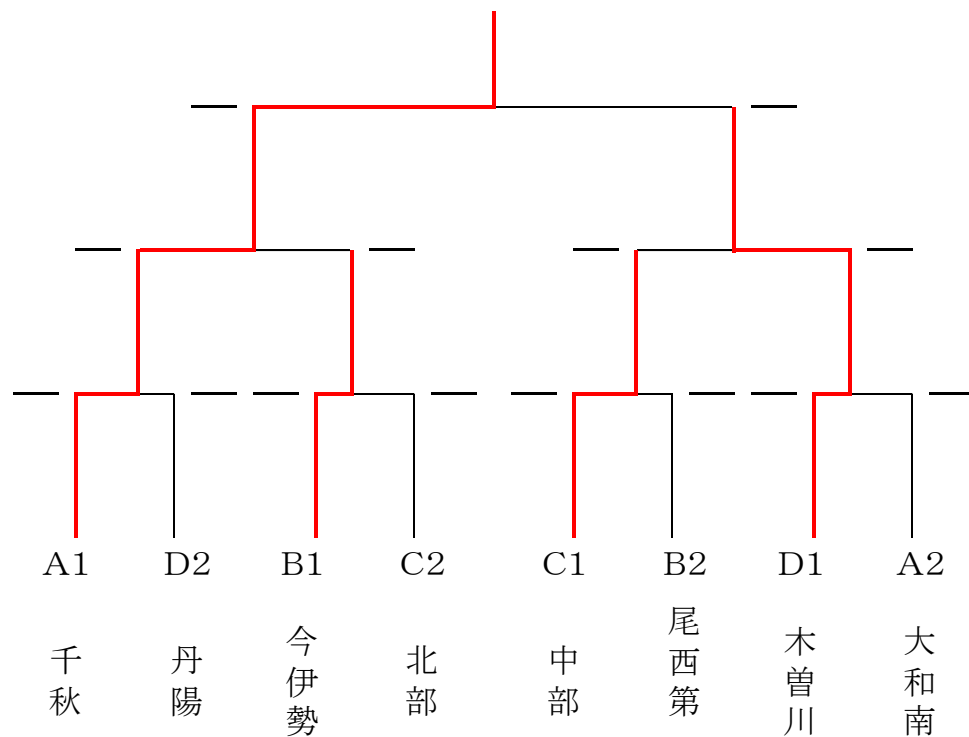 A1 D2 B1 C2 C1 B2 D1 A2
千秋
丹陽
今伊勢
北部
中部
尾西第
木曽川
大和南